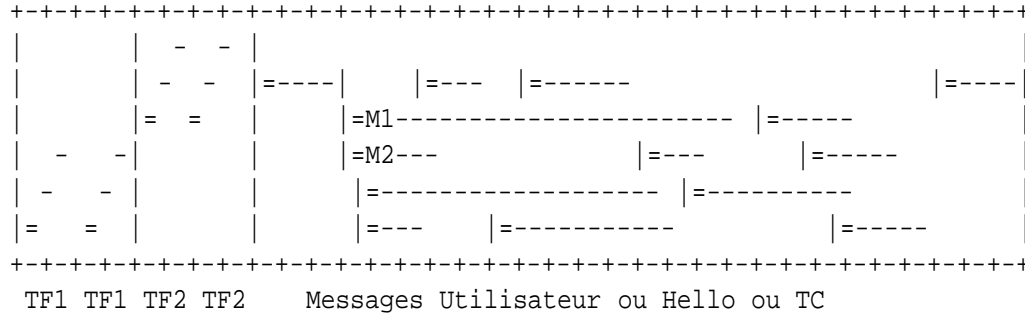 +-+-+-+-+-+-+-+-+-+-+-+-+-+-+-+-+-+-+-+-+-+-+-+-+-+-+-+-+-+-+-+-+-+-+
|       |  -  - |                                                   |
|       | -  -  |=----|    |=---  |=------                    |=----|
|       |=  =   |     |=M1----------------------- |=-----           |
|  -   -|       |     |=M2---             |=---      |=-----        |
| -   - |       |      |=------------------- |=----------           |
|=   =  |       |      |=---    |=-----------          |=-----      |
+-+-+-+-+-+-+-+-+-+-+-+-+-+-+-+-+-+-+-+-+-+-+-+-+-+-+-+-+-+-+-+-+-+-+
TF1 TF1 TF2 TF2    Messages Utilisateur ou Hello ou TC